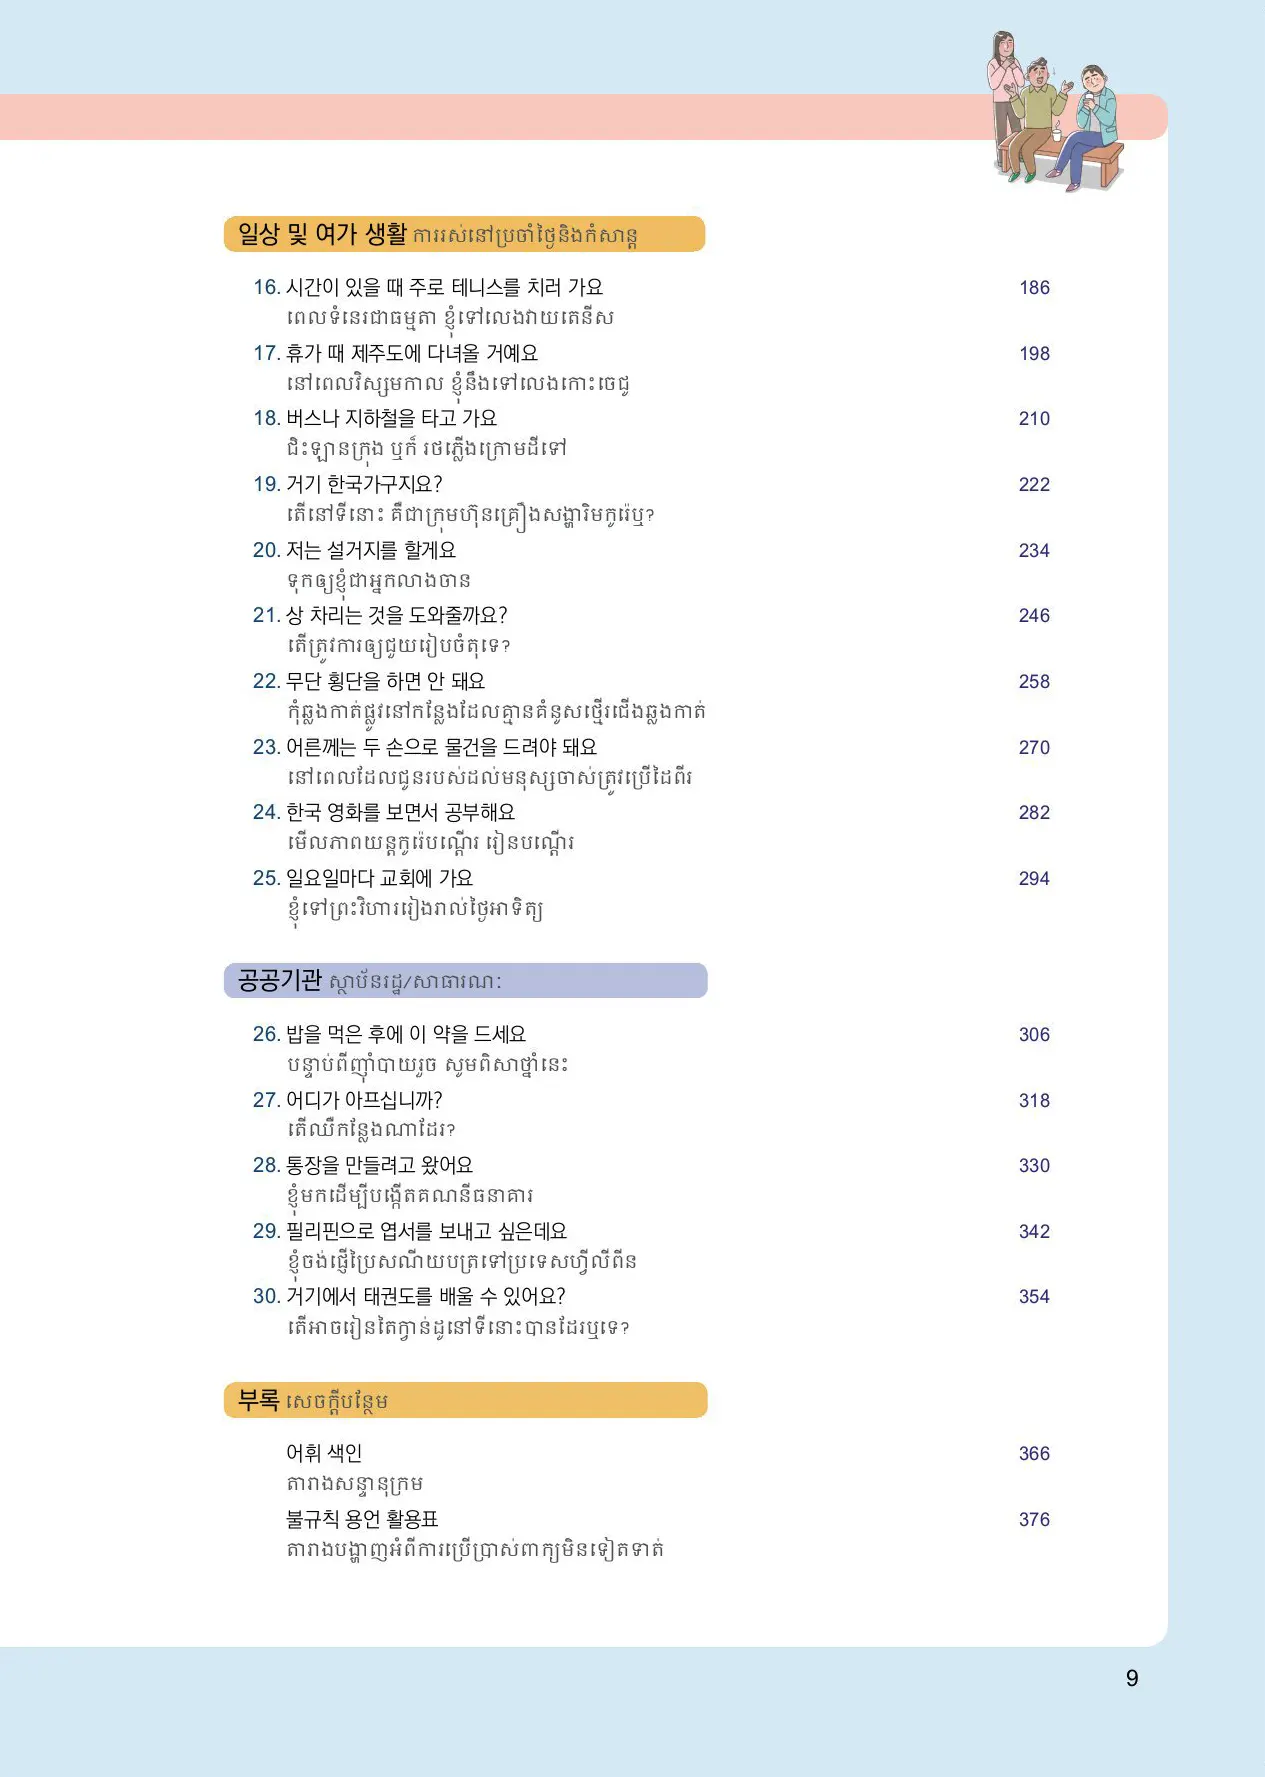 일상 및 여가 생활 ការរស់នៅប្រចាំថ្ងៃនិងកំសាន្ត
16. 시간이 있을 때 주로 테니스를 치러 가요 186
ពេលទំនេរជាធម្មតា ខ្ញុំទៅលេងវាយតេនីស
17. 휴가 때 제주도에 다녀올 거예요 198
នៅពេលវិស្សមកាល ខ្ញុំនឹងទៅលេងកោះចេជូ
18. 버스나 지하철을 타고 가요 210
ជិះឡានក្រុង ឬក៏ រថភ្លើងក្រោមដីទៅ
19. 거기 한국가구지요? 222
តើនៅទីនោះ គឺជាក្រុមហ៊ុនគ្រឿងសង្ហារិមកូរ៉េឬ?
20. 저는 설거지를 할게요 234
ទុកឲ្យខ្ញុំជាអ្នកលាងចាន
21. 상 차리는 것을 도와줄까요? 246
តើត្រូវការឲ្យជួយរៀបចំតុទេ?
22. 무단 횡단을 하면 안 돼요 258
កុំឆ្លងកាត់ផ្លូវនៅកន្លែងដែលគ្មានគំនូសថ្មើរជើងឆ្លងកាត់
23. 어른께는 두 손으로 물건을 드려야 돼요 270
នៅពេលដែលជូនរបស់ដល់មនុស្សចាស់ត្រូវប្រើដៃពីរ
24. 한국 영화를 보면서 공부해요 282
មើលភាពយន្តកូរ៉េបណ្តើរ រៀនបណ្តើរ
25. 일요일마다 교회에 가요 294
ខ្ញុំទៅព្រះវិហាររៀងរាល់ថ្ងៃអាទិត្យ
공공기관 ស្ថាប័នរដ្ឋ/សាធារណៈ
26. 밥을 먹은 후에 이 약을 드세요 306
បន្ទាប់ពីញ៉ាំបាយរួច សូមពិសាថ្នាំនេះ
27. 어디가 아프십니까? 318
តើឈឺកន្លែងណាដែរ?
28. 통장을 만들려고 왔어요 330
ខ្ញុំមកដើម្បីបង្កើតគណនីធនាគារ
29. 필리핀으로 엽서를 보내고 싶은데요 342
ខ្ញុំចង់ផ្ញើប្រៃសណីយបត្រទៅប្រទេសហ្វីលីពីន
30. 거기에서 태권도를 배울 수 있어요? 354
តើអាចរៀនតៃក្វាន់ដូនៅទីនោះបានដែរឬទេ?
부록 សេចក្តីបន្ថែម
어휘 색인 366
តារាងសន្ទានុក្រម
불규칙 용언 활용표 376
តារាងបង្ហាញអំពីការប្រើប្រាស់ពាក្យមិនទៀតទាត់
9